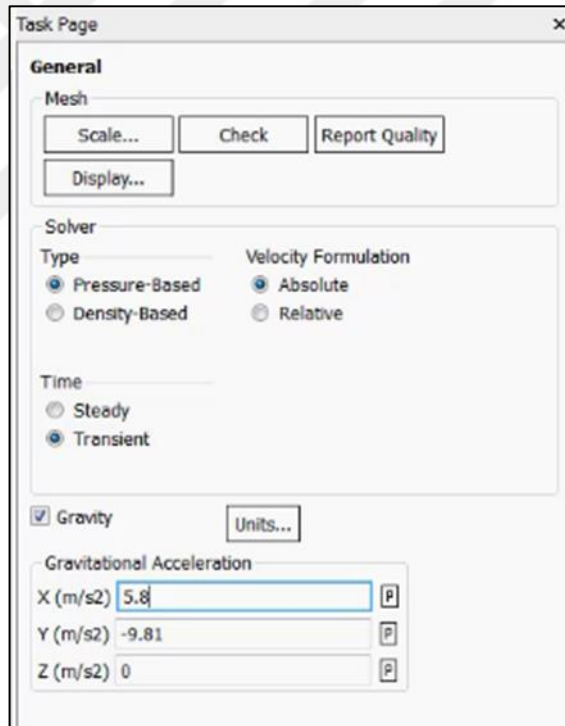 Task Page ×
General
Mesh
Scale... Check Report Quality
Display...
Solver
Type Velocity Formulation
Pressure-Based Absolute
Density-Based Relative
Time
Steady
Transient
Gravity Units...
Gravitational Acceleration
X (m/s2) 5.8 P
Y (m/s2) -9.81 P
Z (m/s2) 0 P